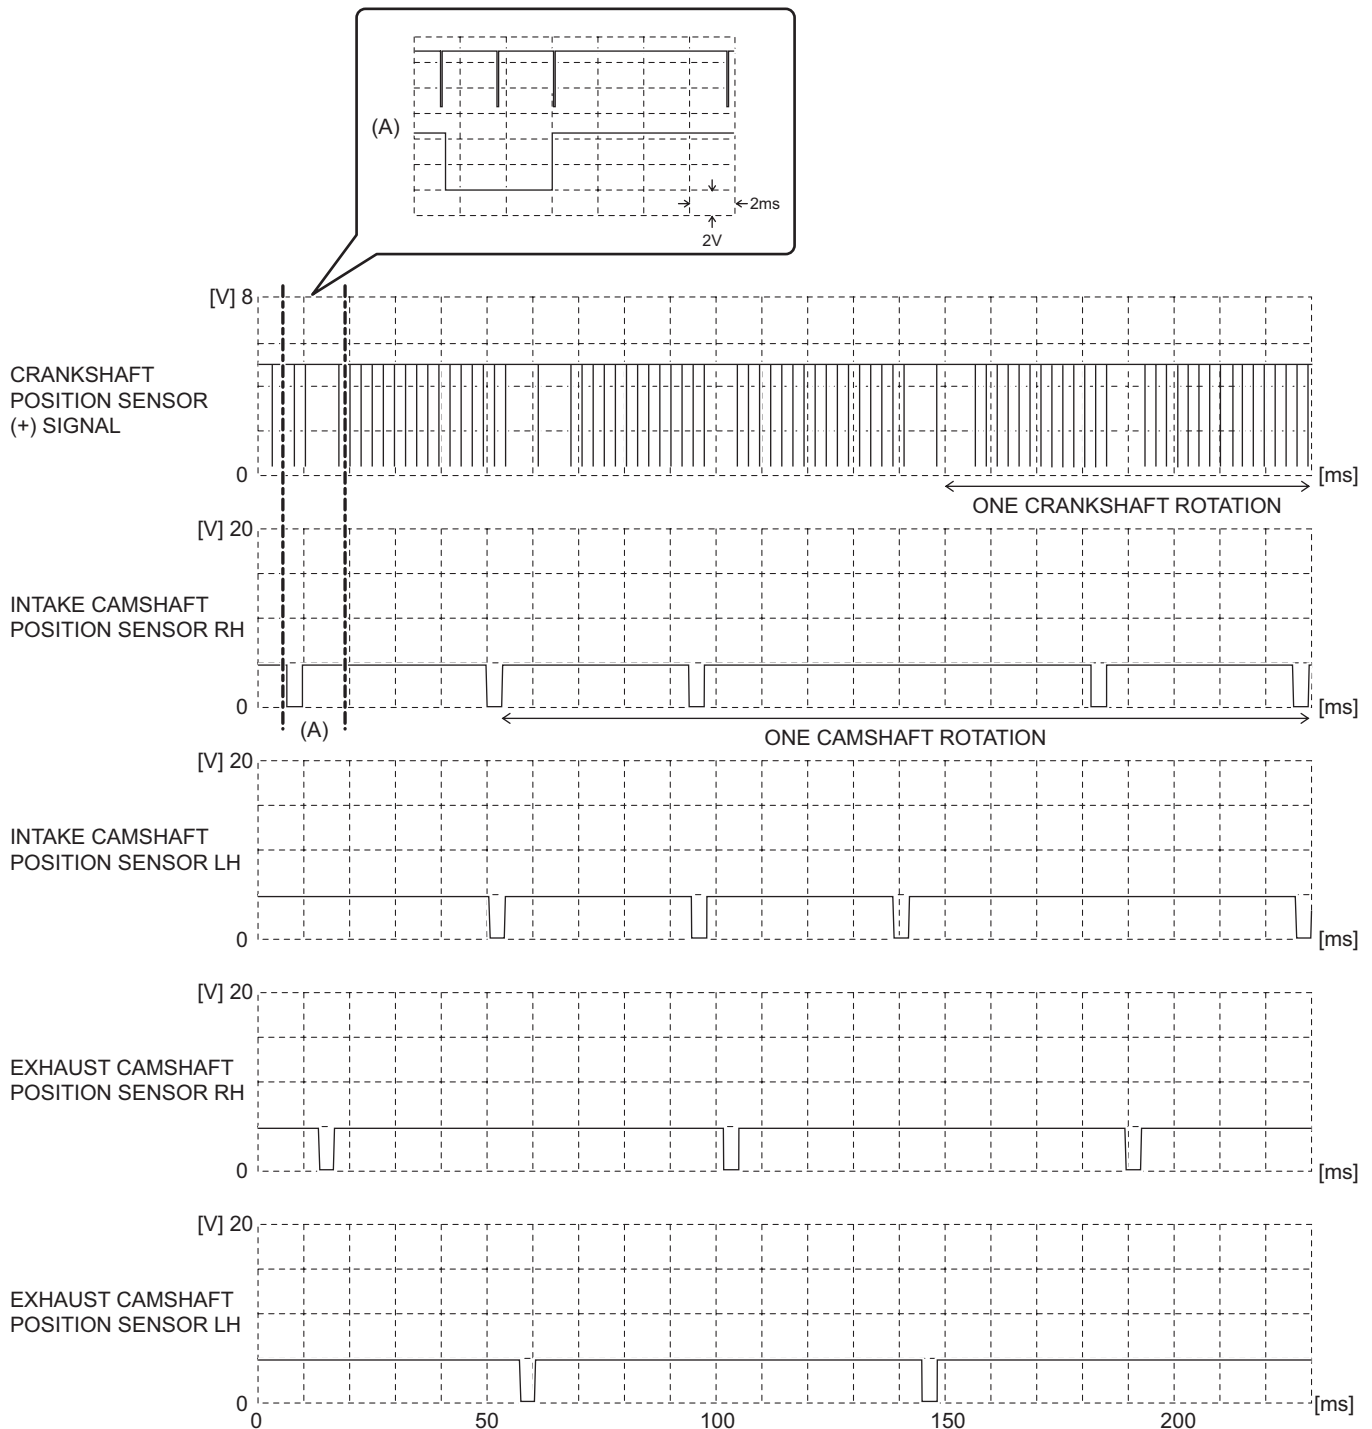 (A)
2ms
2V
[V] 8
CRANKSHAFT
POSITION SENSOR
(+) SIGNAL
0
[ms]
ONE CRANKSHAFT ROTATION
[V] 20
INTAKE CAMSHAFT
POSITION SENSOR RH
0
[ms]
(A)
ONE CAMSHAFT ROTATION
[V] 20
INTAKE CAMSHAFT
POSITION SENSOR LH
0
[ms]
[V] 20
EXHAUST CAMSHAFT
POSITION SENSOR RH
0
[ms]
[V] 20
EXHAUST CAMSHAFT
POSITION SENSOR LH
0
[ms]
0 50 100 150 200